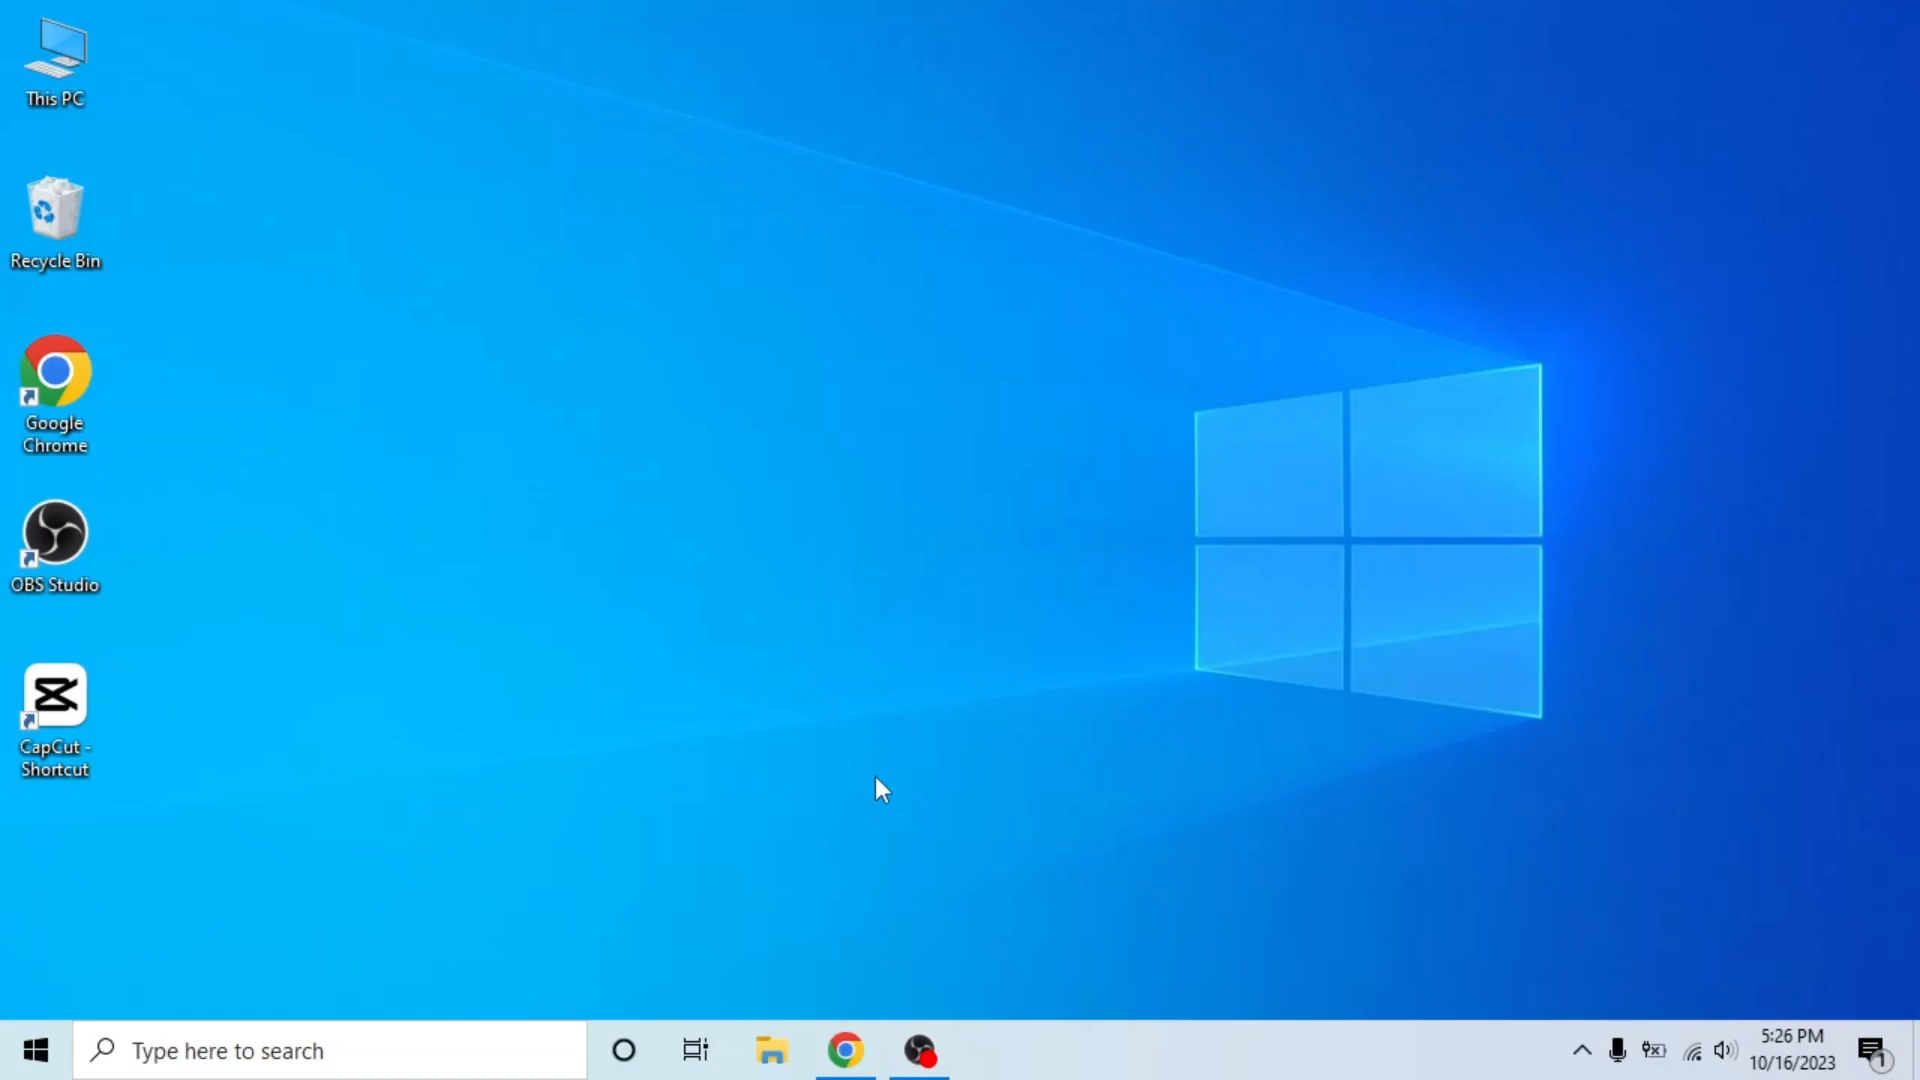 This PC
Recycle Bin
Google
Chrome
OBS Studio
CapCut -
Shortcut
Type here to search
5:26 PM
10/16/2023
1